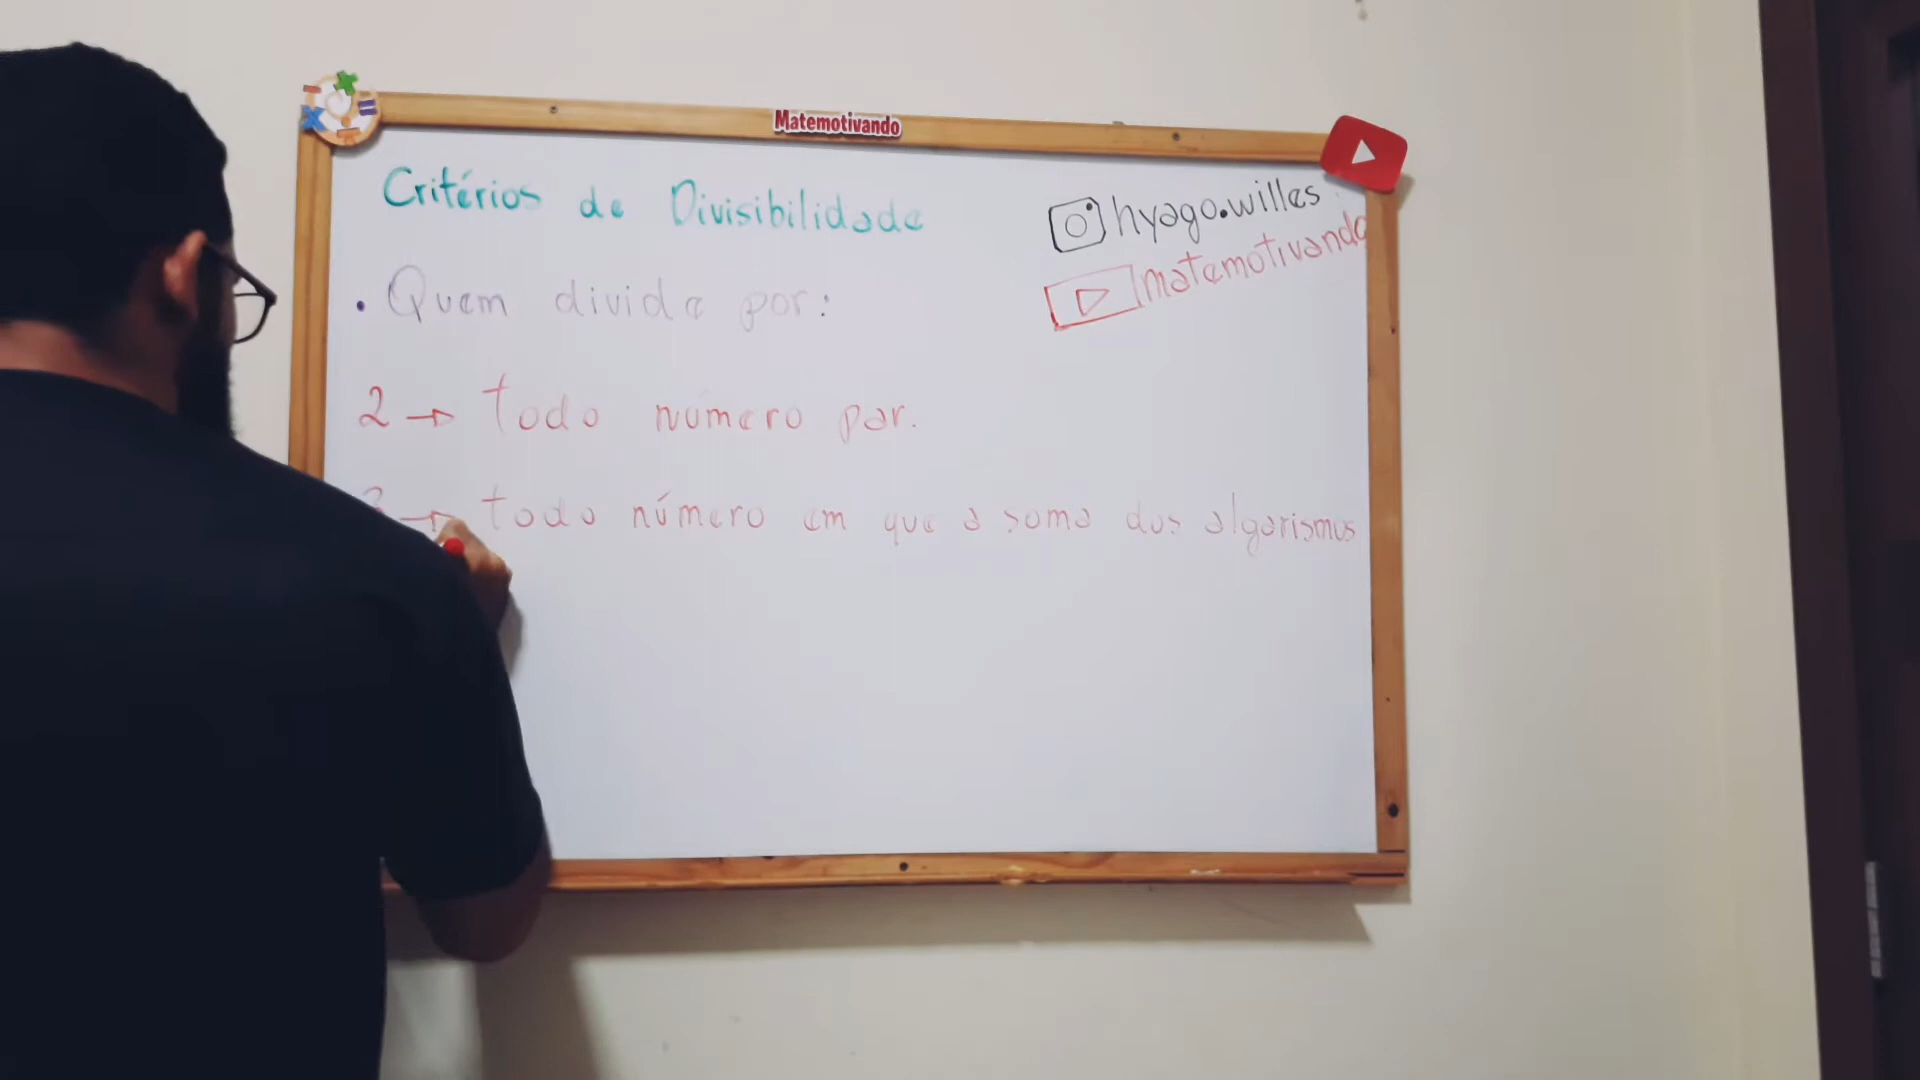 Matemotivando
Critérios de Divisibilidade
hyago.willes
matemotivando
• Quem divide por:
2 → todo número par.
3 → todo número em que a soma dos algarismos